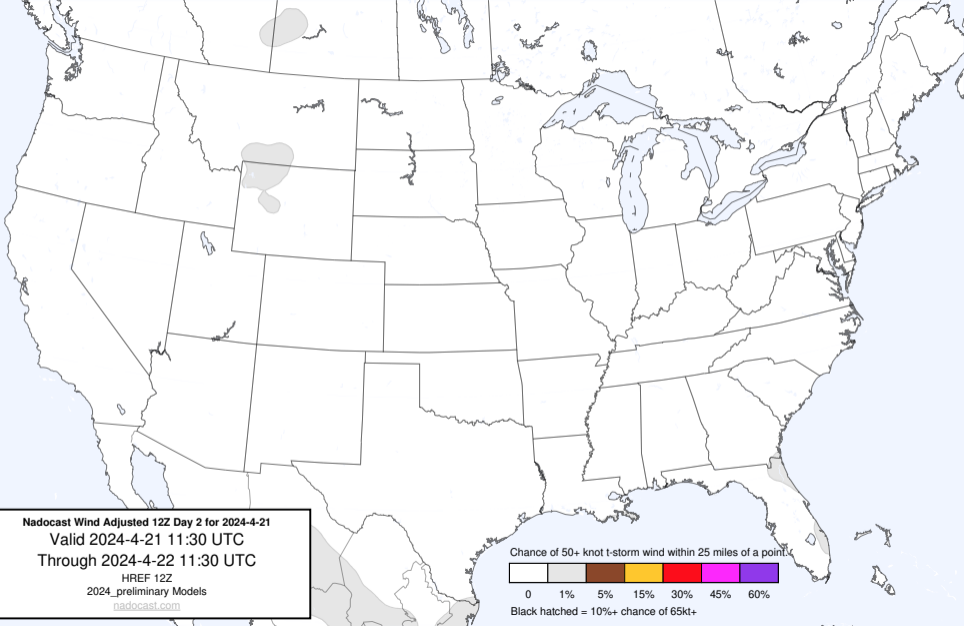 Nadocast Wind Adjusted 12Z Day 2 for 2024-4-21
Valid 2024-4-21 11:30 UTC
Through 2024-4-22 11:30 UTC
HREF 12Z
2024_preliminary Models
nadocast.com
Chance of 50+ knot t-storm wind within 25 miles of a point.
0 1% 5% 15% 30% 45% 60%
Black hatched = 10%+ chance of 65kt+